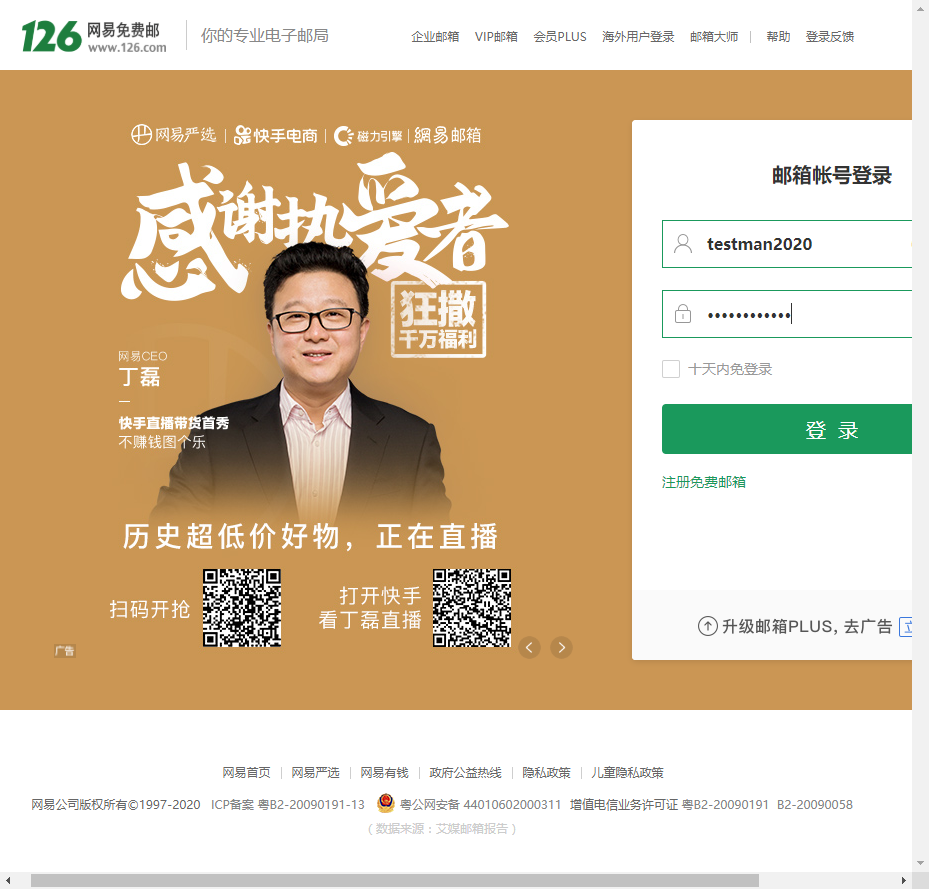 126 网易免费邮
www.126.com
你的专业电子邮局
企业邮箱 VIP邮箱 会员PLUS 海外用户登录 邮箱大师 | 帮助 登录反馈
网易严选 | 快手电商 | 磁力引擎 | 網易邮箱
感谢执爱者
狂撒
千万福利
网易CEO
丁磊
快手直播带货首秀
不赚钱图个乐
历史超低价好物，正在直播
扫码开抢
打开快手
看丁磊直播
广告
邮箱帐号登录
testman2020
••••••••••••
十天内免登录
登 录
注册免费邮箱
升级邮箱PLUS，去广告
网易首页 | 网易严选 | 网易有钱 | 政府公益热线 | 隐私政策 | 儿童隐私政策
网易公司版权所有©1997-2020 ICP备案 粤B2-20090191-13 粤公网安备 44010602000311 增值电信业务许可证 粤B2-20090191 B2-20090058
（数据来源：艾媒邮箱报告）